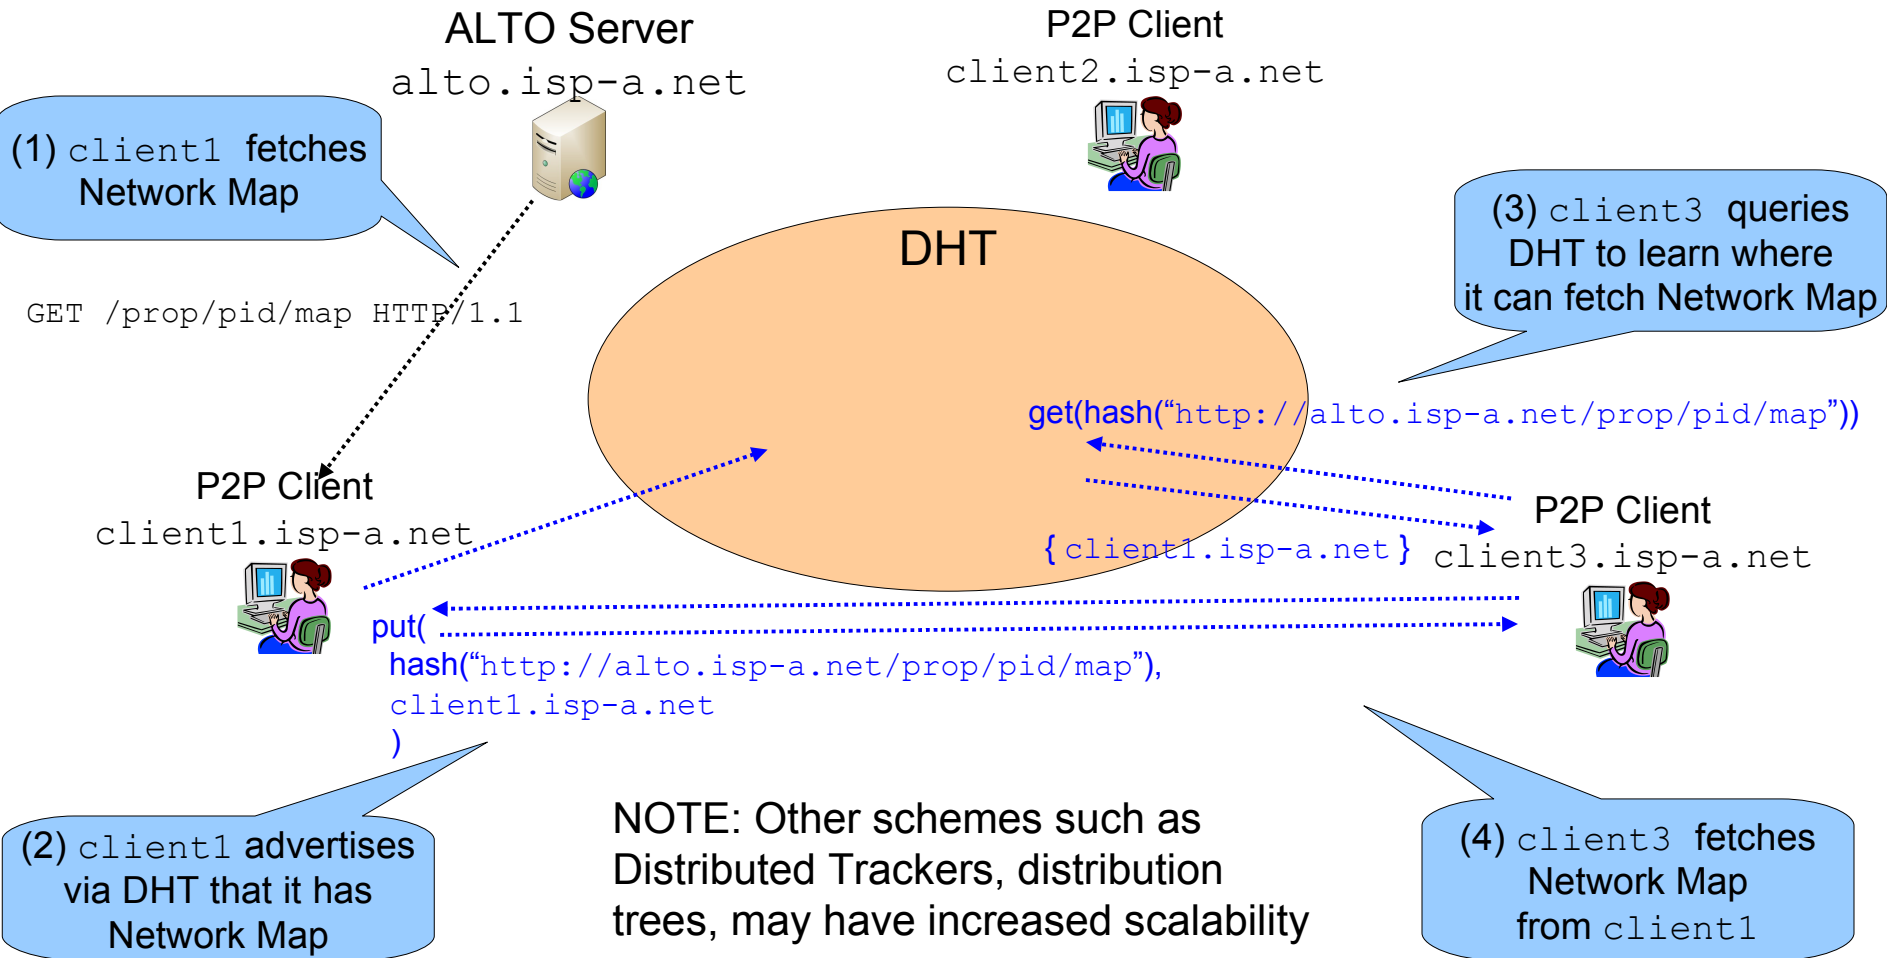 ALTO Server
alto.isp-a.net
P2P Client
client2.isp-a.net
(1) client1 fetches
Network Map
(3) client3 queries
DHT to learn where
it can fetch Network Map
DHT
GET /prop/pid/map HTTP/1.1
get(hash(“http://alto.isp-a.net/prop/pid/map”))
P2P Client
client1.isp-a.net
{ client1.isp-a.net }
P2P Client
client3.isp-a.net
put(
hash(“http://alto.isp-a.net/prop/pid/map”),
client1.isp-a.net
)
(2) client1 advertises
via DHT that it has
Network Map
NOTE: Other schemes such as
Distributed Trackers, distribution
trees, may have increased scalability
(4) client3 fetches
Network Map
from client1